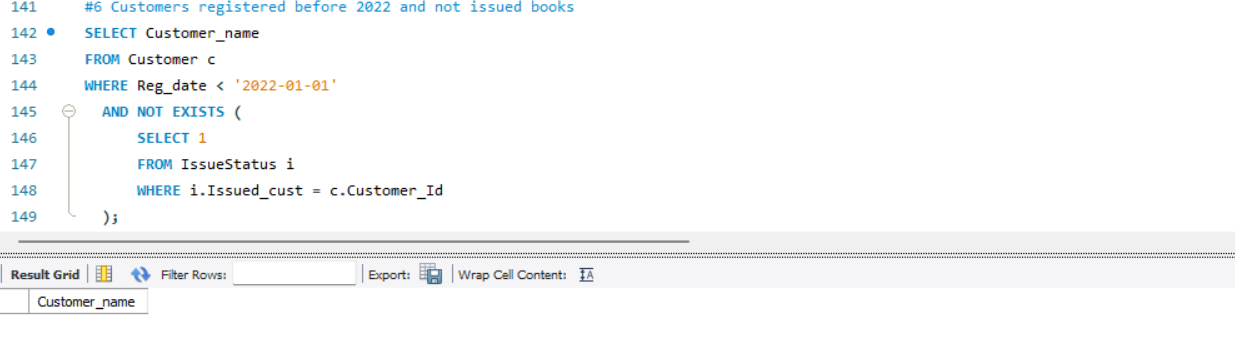 141 #6 Customers registered before 2022 and not issued books
142 SELECT Customer_name
143 FROM Customer c
144 WHERE Reg_date < '2022-01-01'
145 AND NOT EXISTS (
146 SELECT 1
147 FROM IssueStatus i
148 WHERE i.Issued_cust = c.Customer_Id
149 );
Result Grid Filter Rows: Export: Wrap Cell Content: IA
Customer_name